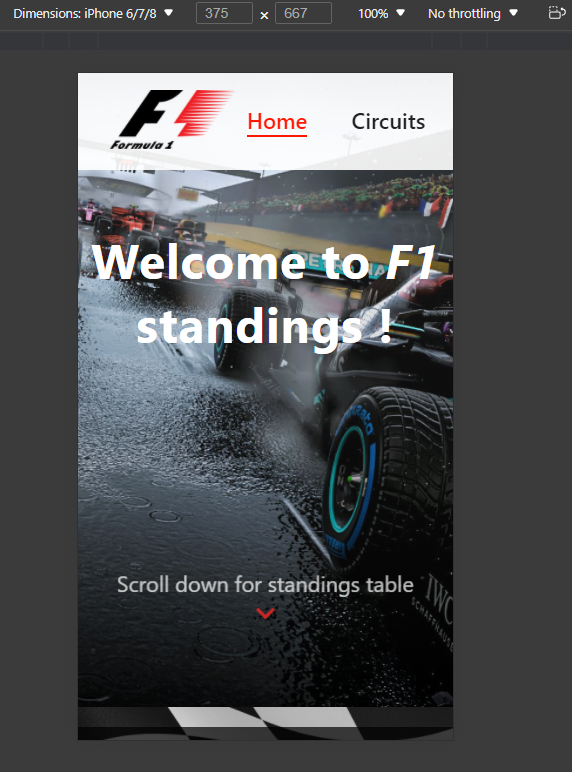 Dimensions: iPhone 6/7/8 ▼ 375 x 667 100% ▼ No throttling ▼
Formula 1
Home Circuits
Welcome to F1
standings !
Scroll down for standings table
IWC
SCHAFFHAUSEN